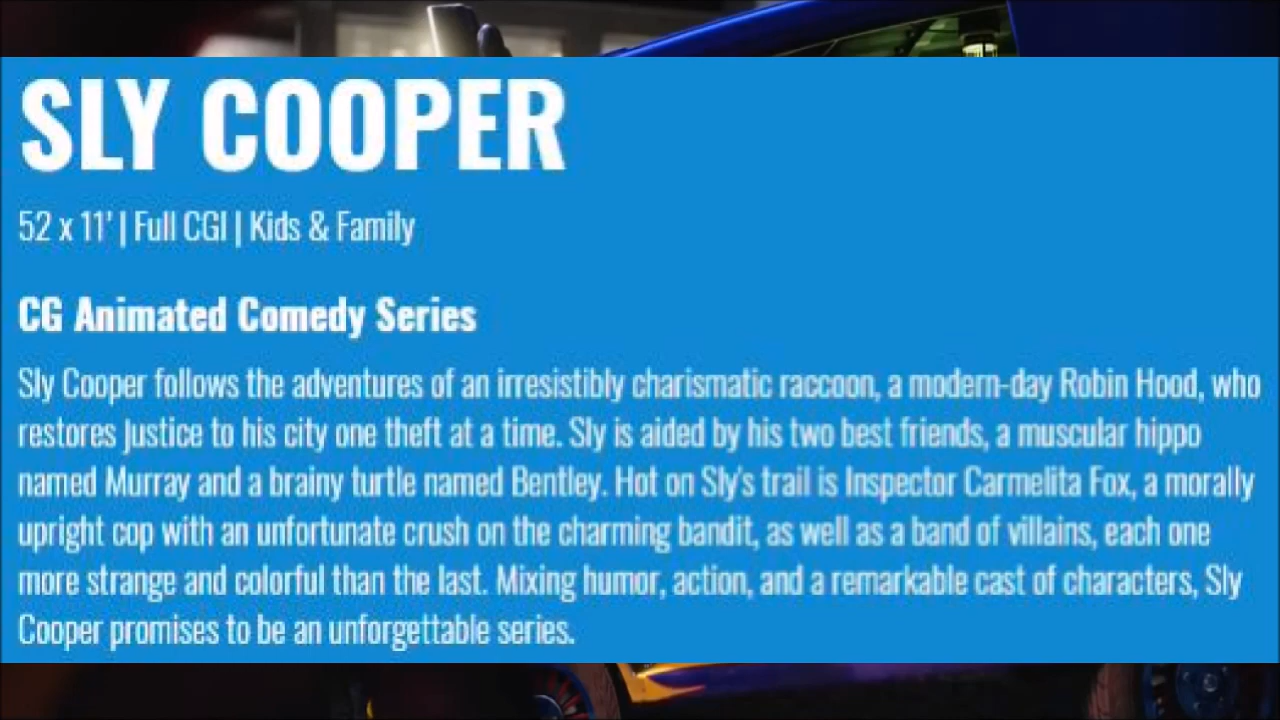 SLY COOPER
52 x 11' | Full CGI | Kids & Family
CG Animated Comedy Series
Sly Cooper follows the adventures of an irresistibly charismatic raccoon, a modern-day Robin Hood, who
restores justice to his city one theft at a time. Sly is aided by his two best friends, a muscular hippo
named Murray and a brainy turtle named Bentley. Hot on Sly's trail is Inspector Carmelita Fox, a morally
upright cop with an unfortunate crush on the charming bandit, as well as a band of villains, each one
more strange and colorful than the last. Mixing humor, action, and a remarkable cast of characters, Sly
Cooper promises to be an unforgettable series.